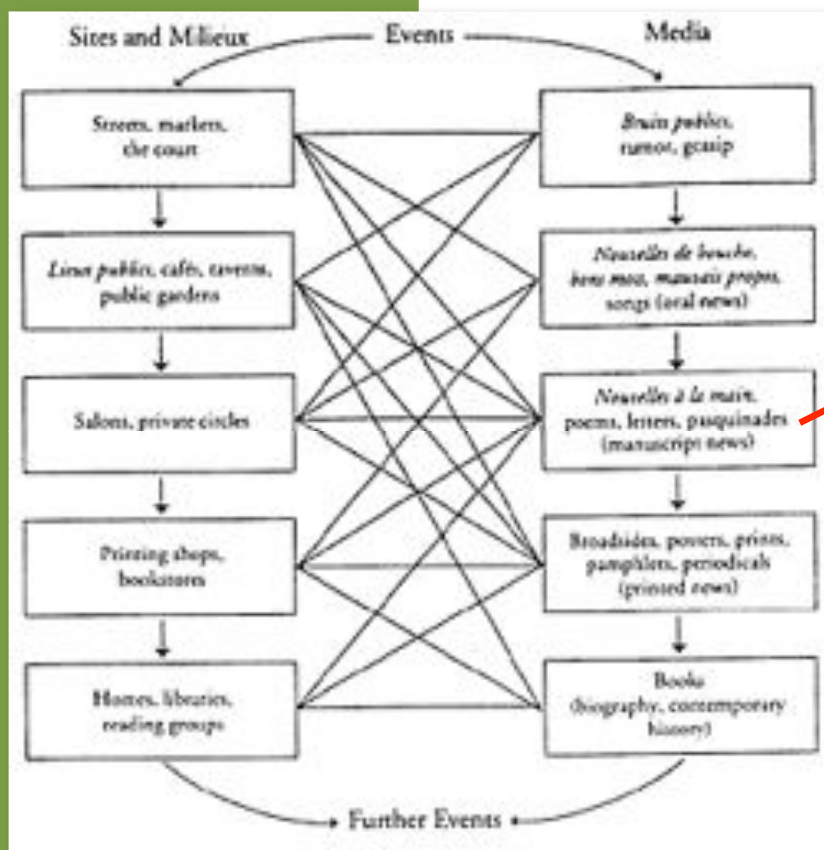 Sites and Milieux
Events
Media
Streets, markets,
the court
Bruits publics,
rumor, gossip
Lieux publics, cafés, taverns,
public gardens
Nouvelles de bouche,
bons mots, mauvais propos,
songs (oral news)
Salons, private circles
Nouvelles à la main,
poems, letters, pasquinades
(manuscript news)
Printing shops,
bookstores
Broadsides, posters, prints,
pamphlets, periodicals
(printed news)
Homes, libraries,
reading groups
Books
(biography, contemporary
history)
Further Events